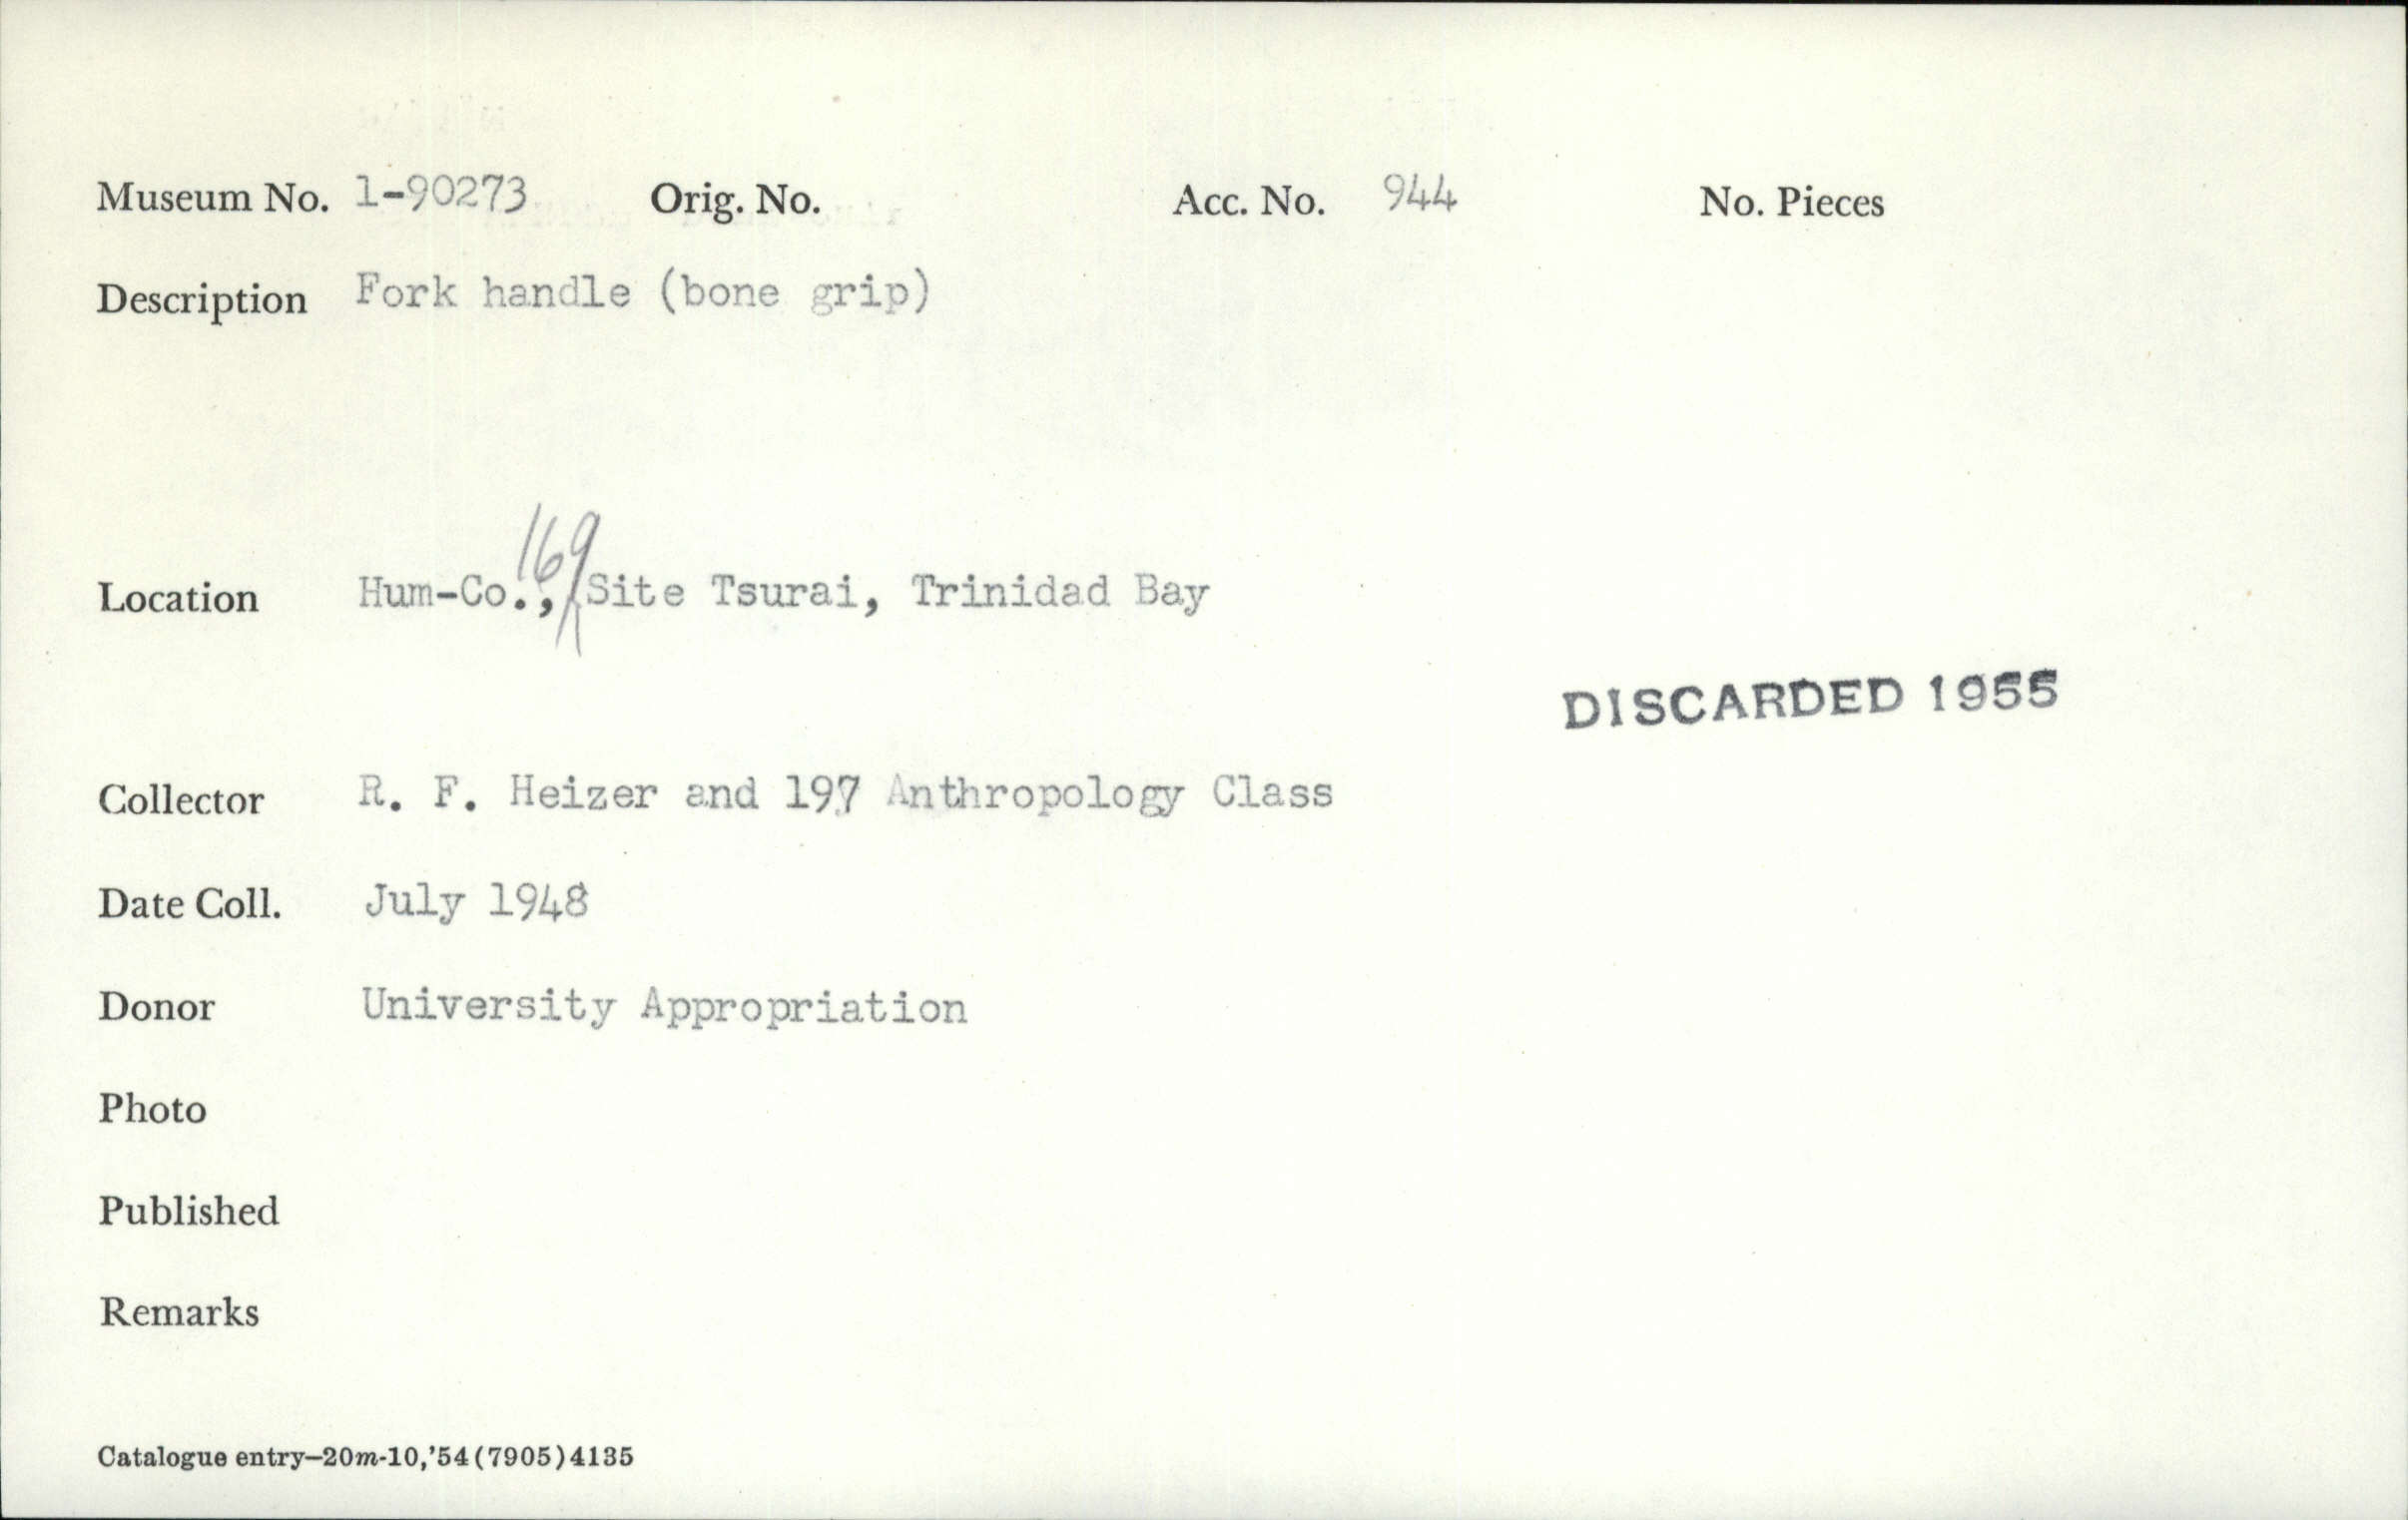 Museum No. 1-90273 Orig. No. Acc. No. 944 No. Pieces
Description Fork handle (bone grip)
169
Location Hum-Co., Site Tsurai, Trinidad Bay
DISCARDED 1955
Collector R. F. Heizer and 197 Anthropology Class
Date Coll. July 1948
Donor University Appropriation
Photo
Published
Remarks
Catalogue entry—20m-10,'54(7905)4135